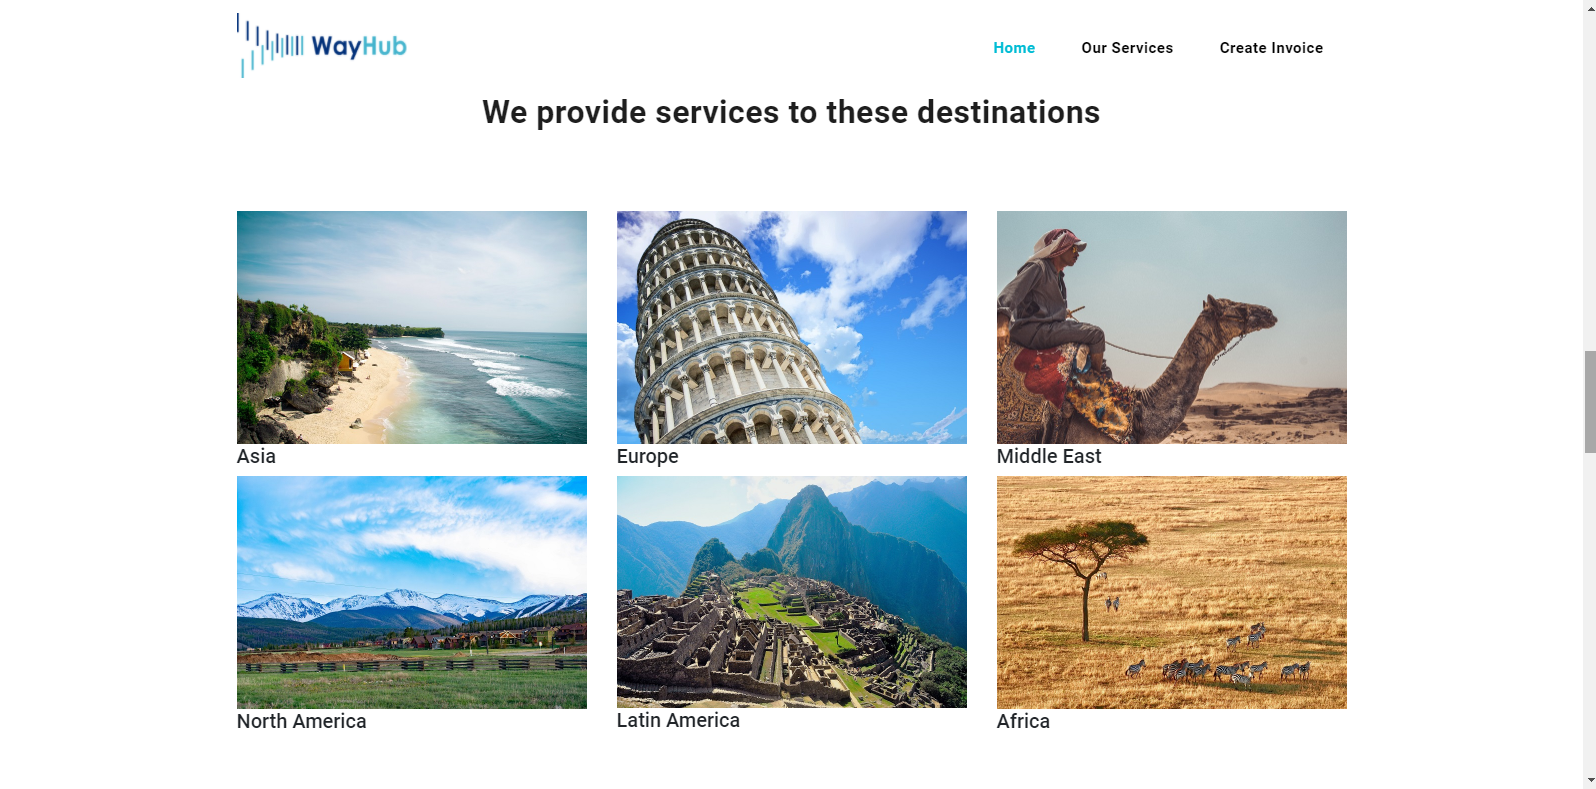 WayHub
Home
Our Services
Create Invoice
We provide services to these destinations
Asia
Europe
Middle East
North America
Latin America
Africa